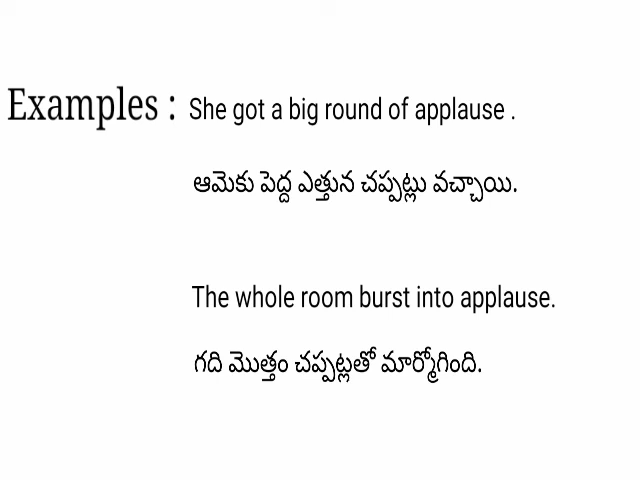 Examples : She got a big round of applause .
ఆమెకు పెద్ద ఎత్తున చప్పట్లు వచ్చాయి.
The whole room burst into applause.
గది మొత్తం చప్పట్లతో మార్మోగింది.